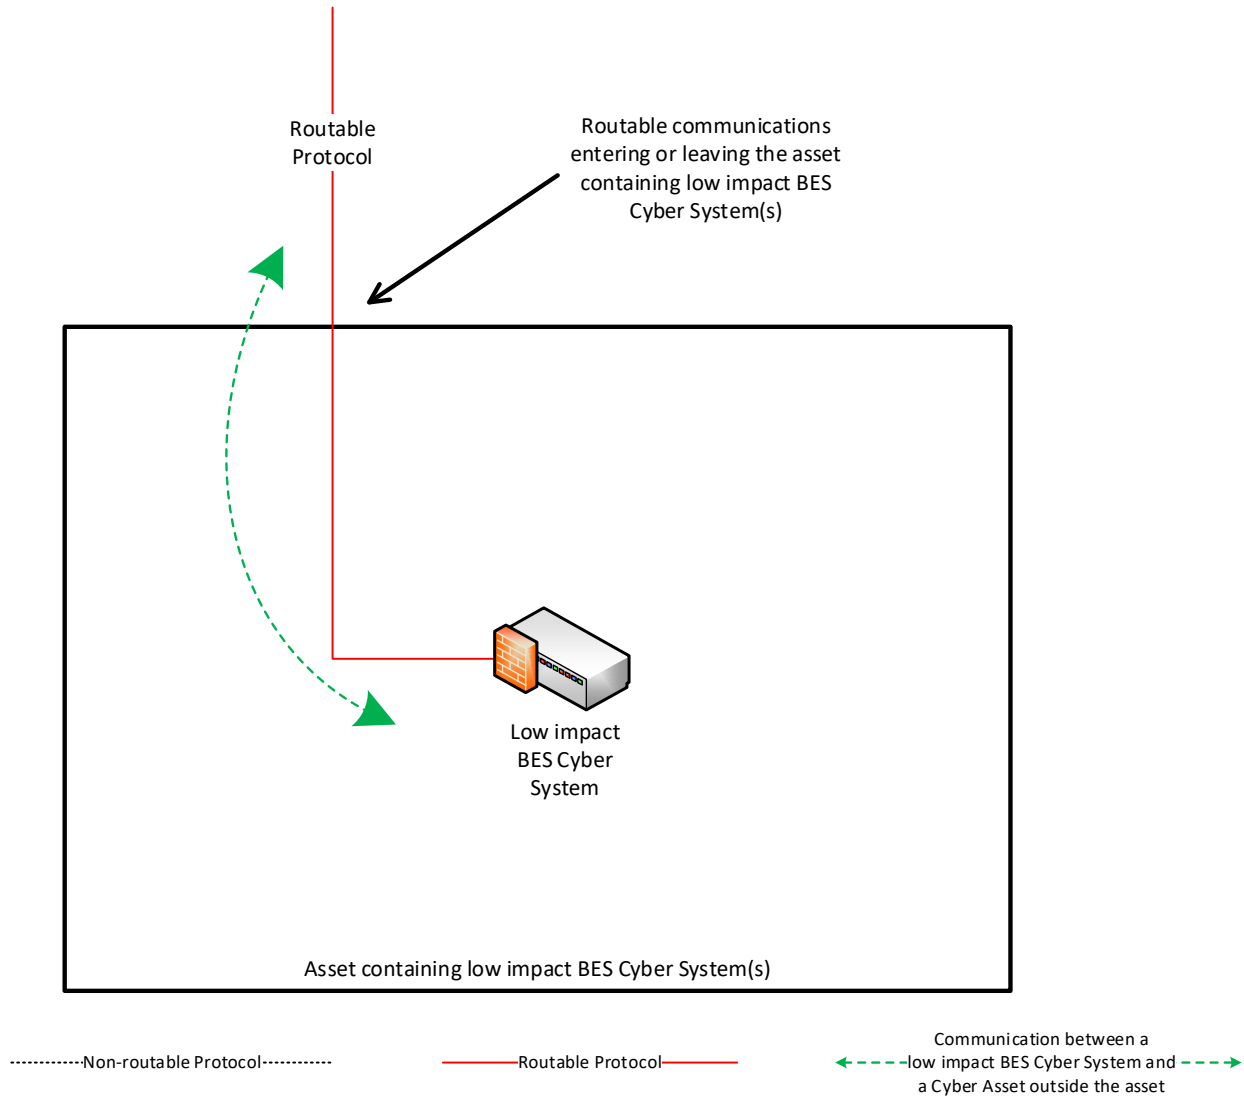 Routable
Protocol
Routable communications
entering or leaving the asset
containing low impact BES
Cyber System(s)
Low impact
BES Cyber
System
Asset containing low impact BES Cyber System(s)
Non-routable Protocol
Routable Protocol
Communication between a
low impact BES Cyber System and
a Cyber Asset outside the asset